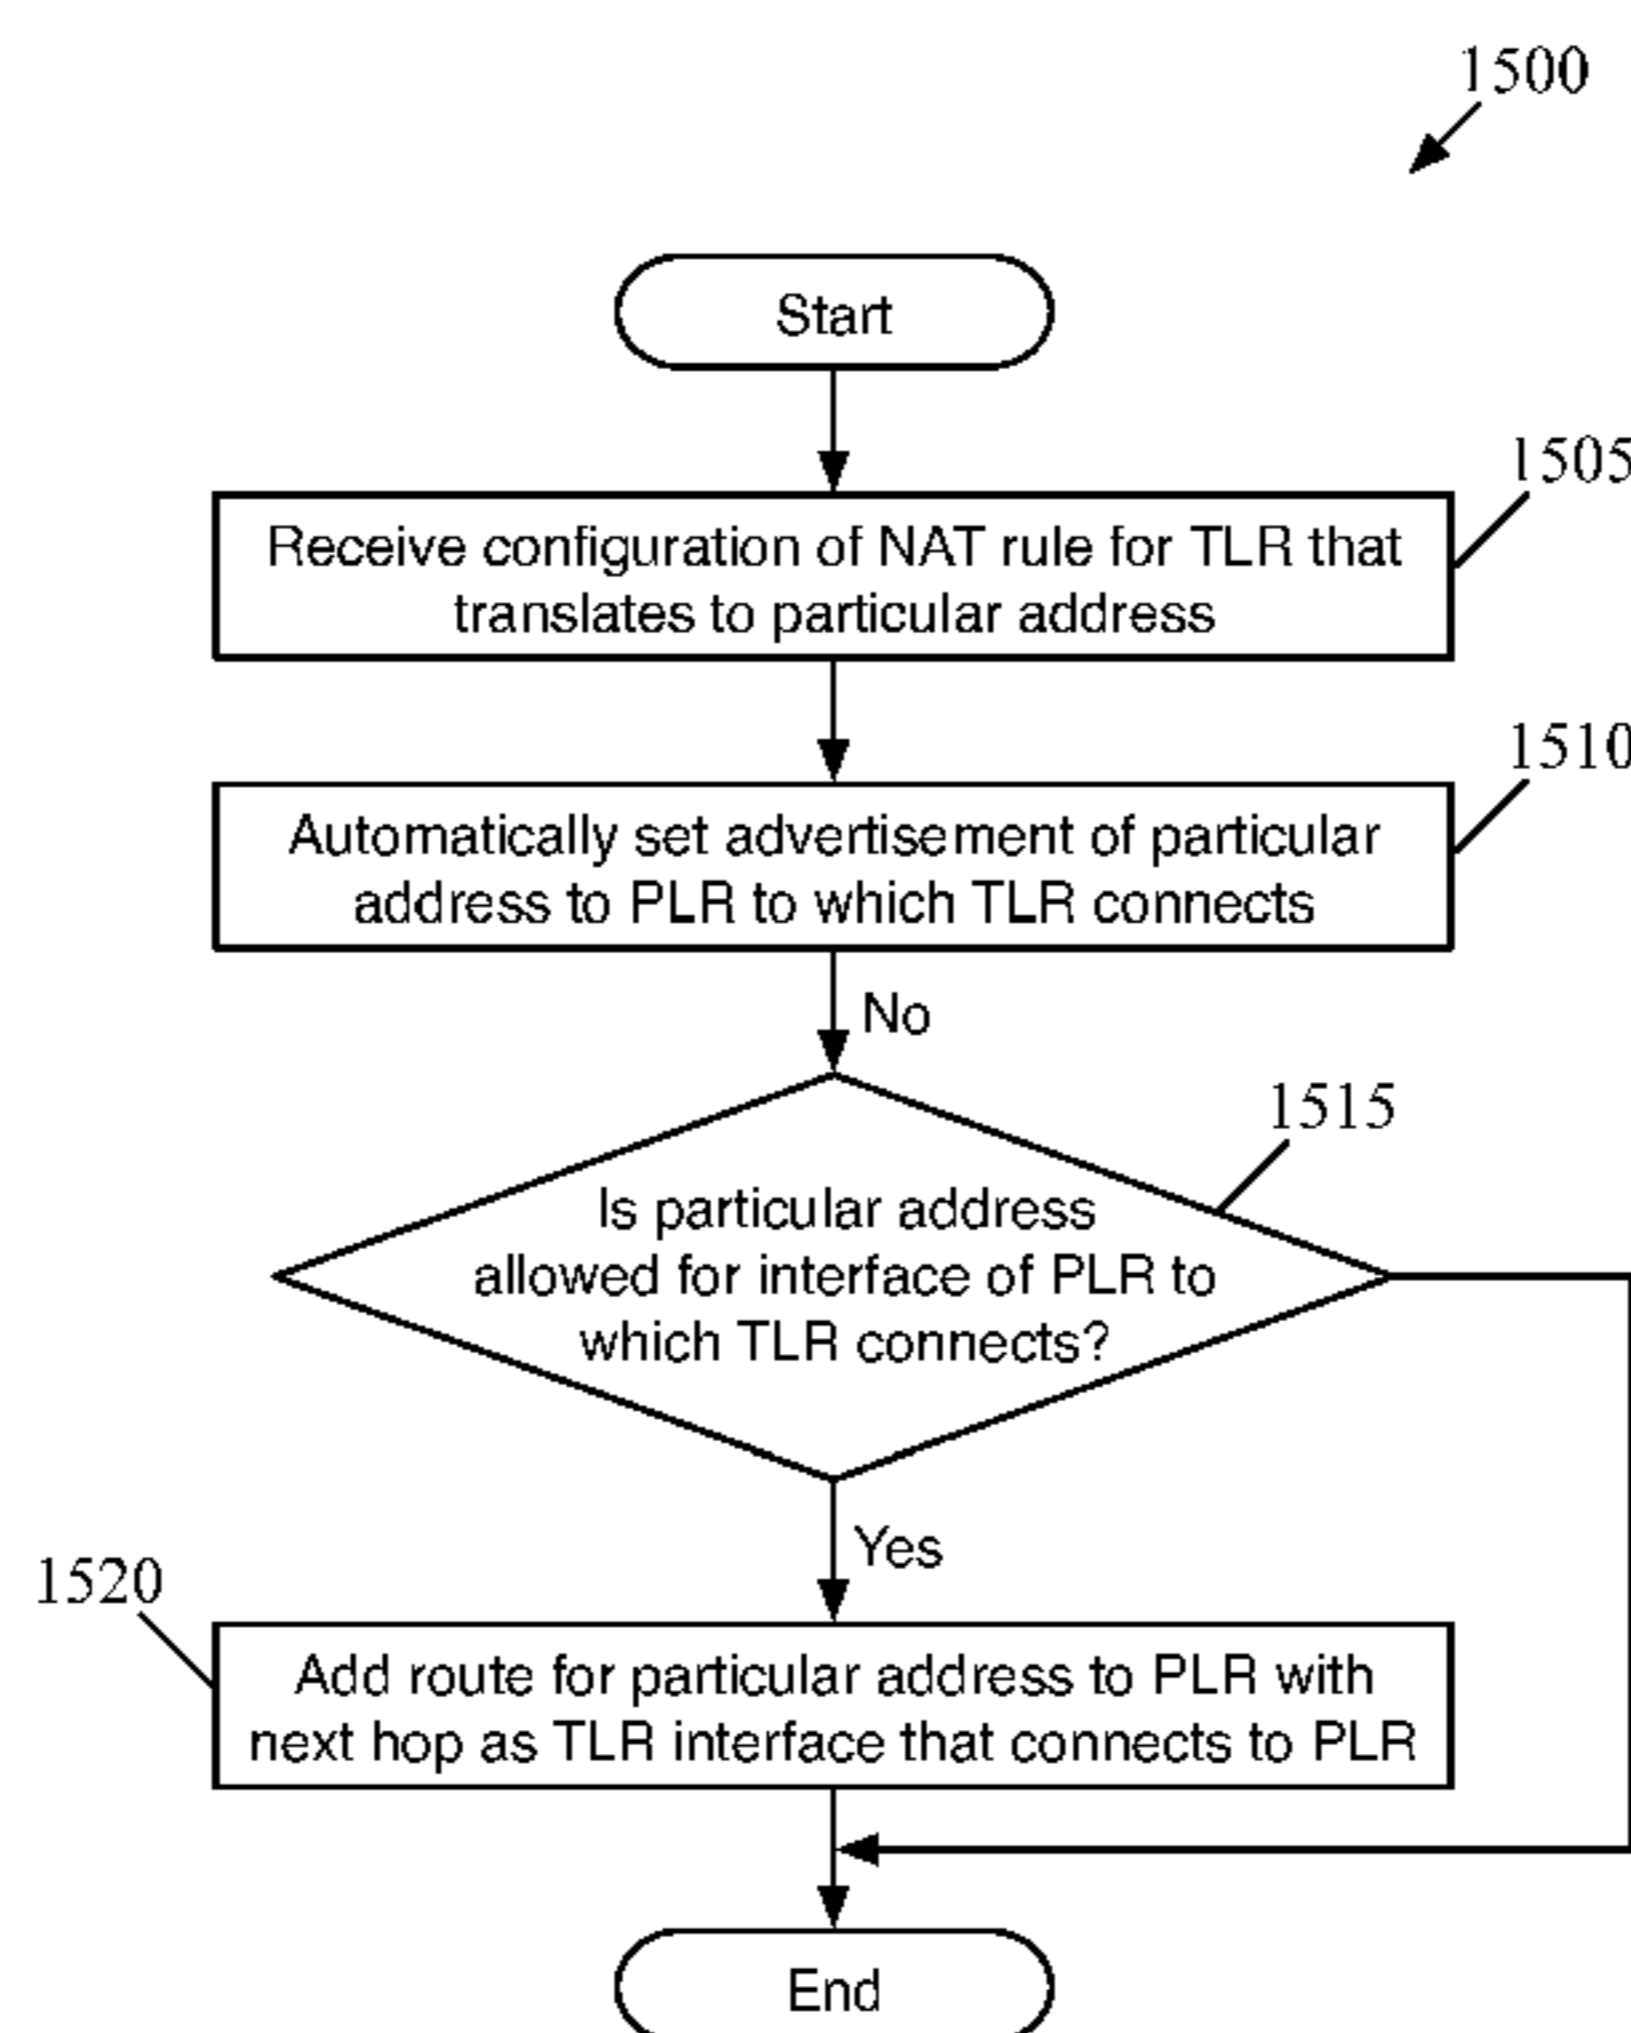 1500
Start
1505
Receive configuration of NAT rule for TLR that
translates to particular address
1510
Automatically set advertisement of particular
address to PLR to which TLR connects
No
1515
Is particular address
allowed for interface of PLR to
which TLR connects?
Yes
1520
Add route for particular address to PLR with
next hop as TLR interface that connects to PLR
End